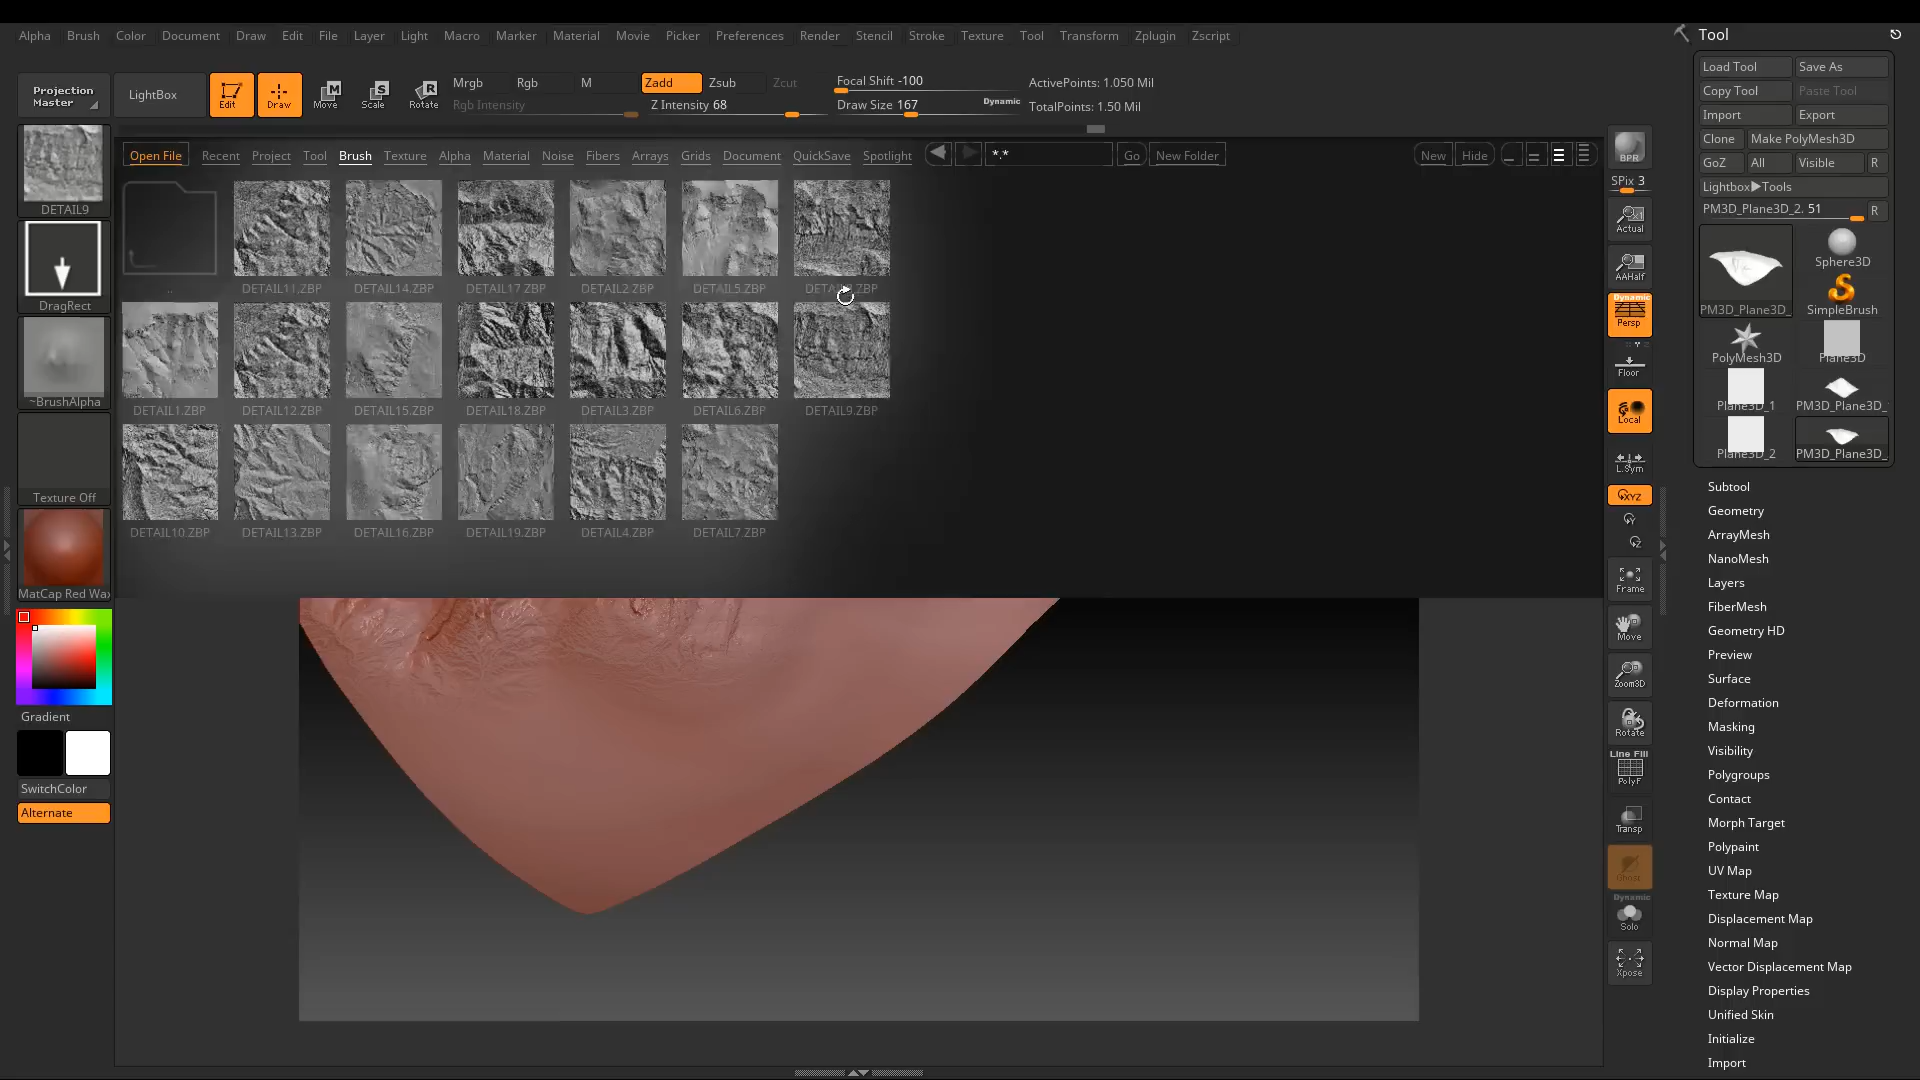 Alpha Brush Color Document Draw Edit File Layer Light Macro Marker Material Movie Picker Preferences Render Stencil Stroke Texture Tool Transform Zplugin Zscript
Tool
Projection Master
LightBox
Edit
Draw
Move
Scale
Rotate
Mrgb Rgb M
Rgb Intensity
Zadd Zsub Zcut
Z Intensity 68
Focal Shift -100
Draw Size 167
Dynamic
ActivePoints: 1.050 Mil
TotalPoints: 1.50 Mil
Open File Recent Project Tool Brush Texture Alpha Material Noise Fibers Arrays Grids Document QuickSave Spotlight
*.*
Go
New Folder
New
Hide
..
DETAIL11.ZBP DETAIL14.ZBP DETAIL17.ZBP DETAIL2.ZBP DETAIL5.ZBP
DETAIL1.ZBP DETAIL12.ZBP DETAIL15.ZBP DETAIL18.ZBP DETAIL3.ZBP DETAIL6.ZBP DETAIL9.ZBP
DETAIL10.ZBP DETAIL13.ZBP DETAIL16.ZBP DETAIL19.ZBP DETAIL4.ZBP DETAIL7.ZBP
DETAIL9
DragRect
~BrushAlpha
Texture Off
MatCap Red Wax
Gradient
SwitchColor
Alternate
BPR
SPix 3
Actual
AAHalf
Dynamic
Persp
Floor
Local
L.Sym
XYZ
Y
Z
Frame
Move
Zoom3D
Rotate
Line Fill
PolyF
Transp
Ghost
Dynamic
Solo
Xpose
Load Tool Save As
Copy Tool Paste Tool
Import Export
Clone Make PolyMesh3D
GoZ All Visible R
Lightbox▶Tools
PM3D_Plane3D_2. 51 R
PM3D_Plane3D_
Sphere3D
SimpleBrush
PolyMesh3D Plane3D
Plane3D_1 PM3D_Plane3D_
Plane3D_2 PM3D_Plane3D_
Subtool
Geometry
ArrayMesh
NanoMesh
Layers
FiberMesh
Geometry HD
Preview
Surface
Deformation
Masking
Visibility
Polygroups
Contact
Morph Target
Polypaint
UV Map
Texture Map
Displacement Map
Normal Map
Vector Displacement Map
Display Properties
Unified Skin
Initialize
Import